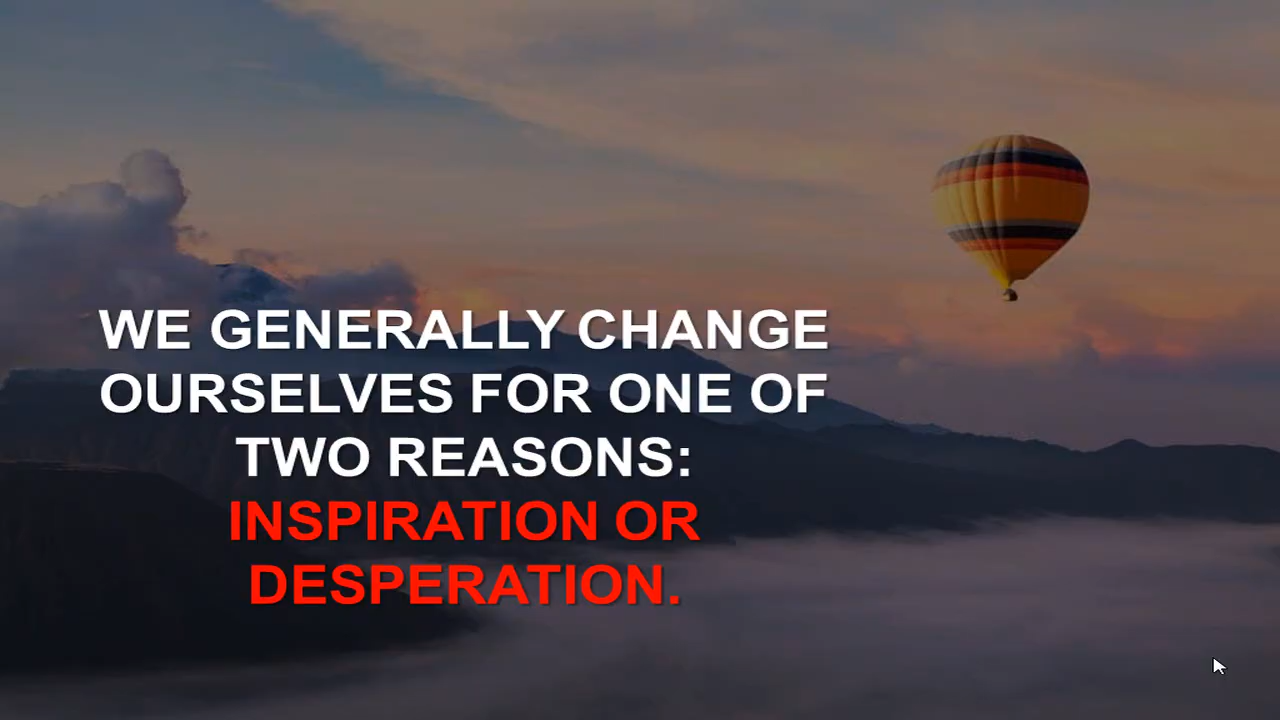 WE GENERALLY CHANGE
OURSELVES FOR ONE OF
TWO REASONS:
INSPIRATION OR
DESPERATION.